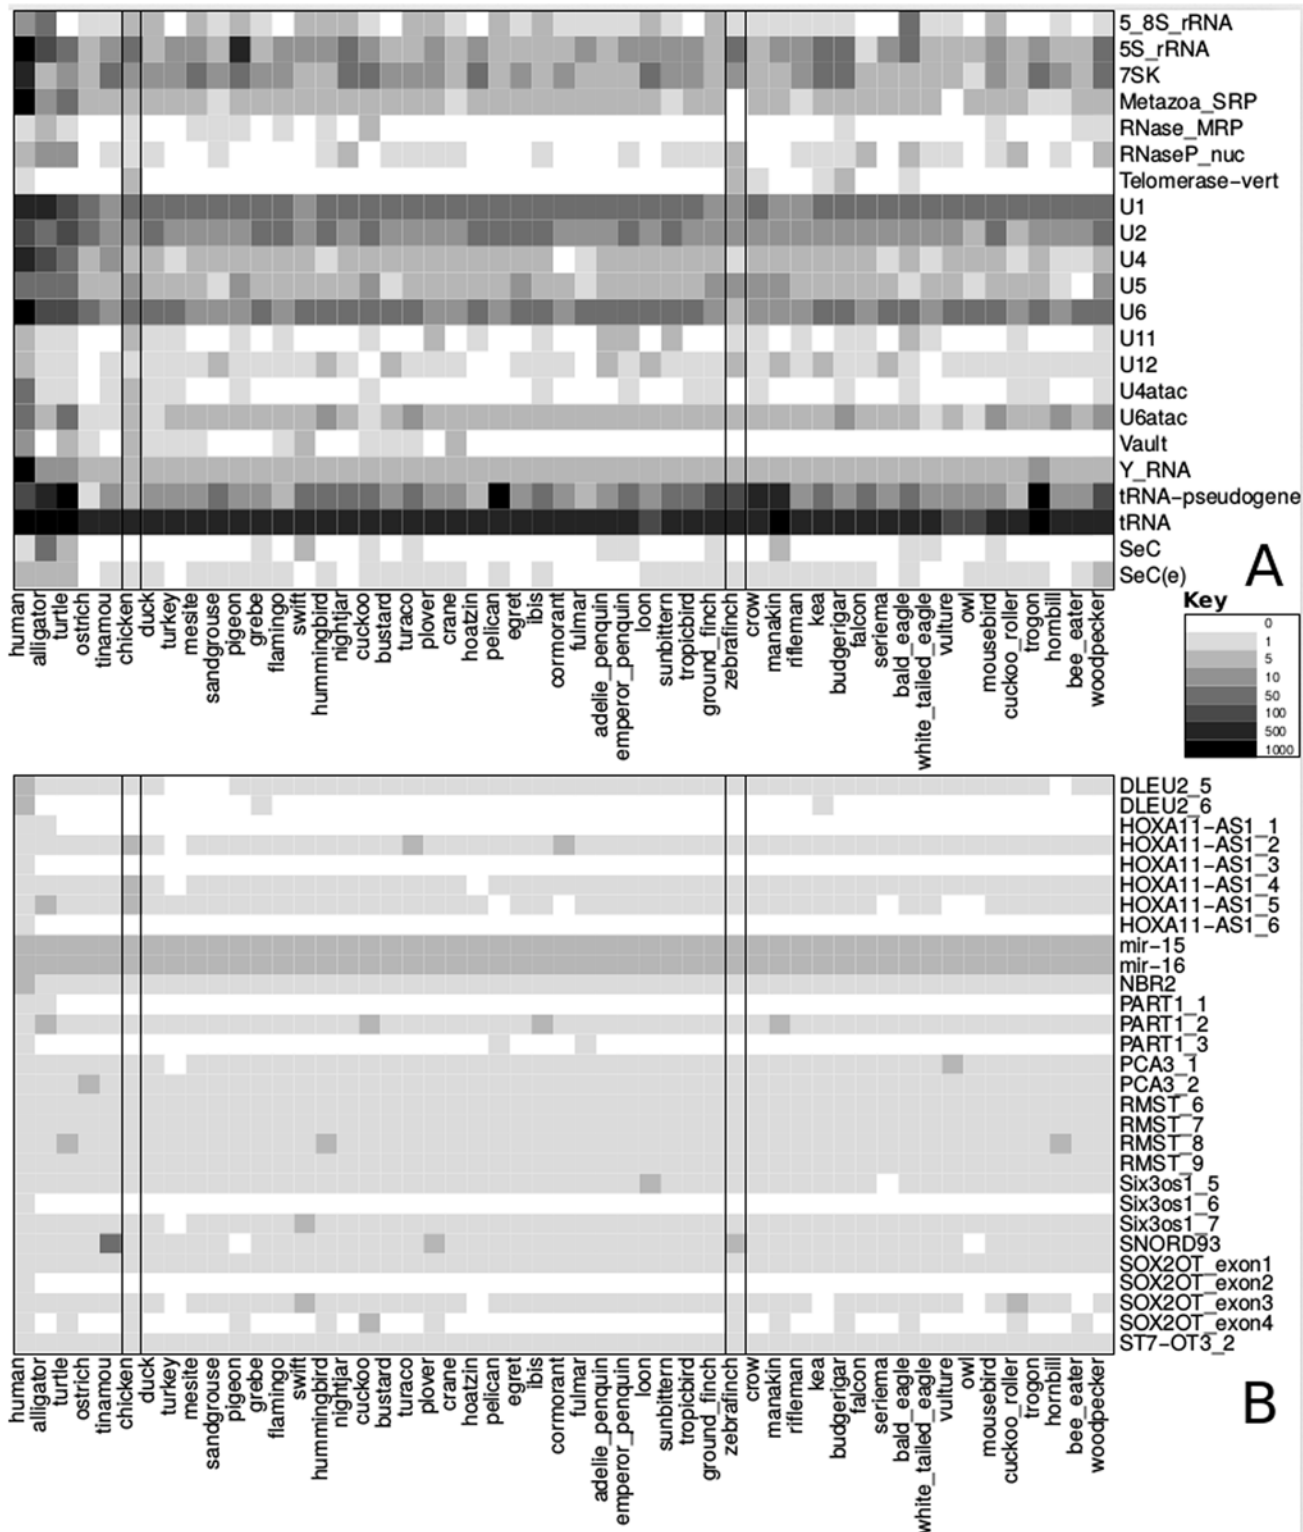 5_8S_rRNA
5S_rRNA
7SK
Metazoa_SRP
RNase_MRP
RNaseP_nuc
Telomerase-vert
U1
U2
U4
U5
U6
U11
U12
U4atac
U6atac
Vault
Y_RNA
tRNA-pseudogene
tRNA
SeC
SeC(e)
A
human
alligator
turtle
ostrich
tinamou
chicken
duck
turkey
mesite
sandgrouse
pigeon
grebe
flamingo
swift
hummingbird
nightjar
cuckoo
bustard
turaco
plover
crane
hoatzin
pelican
egret
ibis
cormorant
fulmar
adelie_penquin
emperor_penquin
loon
sunbittern
tropicbird
ground_finch
zebrafinch
crow
manakin
rifleman
kea
budgerigar
falcon
seriema
bald_eagle
white_tailed_eagle
vulture
owl
mousebird
cuckoo_roller
trogon
hornbill
bee_eater
woodpecker
Key
0
1
5
10
50
100
500
1000
DLEU2_5
DLEU2_6
HOXA11-AS1_1
HOXA11-AS1_2
HOXA11-AS1_3
HOXA11-AS1_4
HOXA11-AS1_5
HOXA11-AS1_6
mir-15
mir-16
NBR2
PART1_1
PART1_2
PART1_3
PCA3_1
PCA3_2
RMST_6
RMST_7
RMST_8
RMST_9
Six3os1_5
Six3os1_6
Six3os1_7
SNORD93
SOX2OT_exon1
SOX2OT_exon2
SOX2OT_exon3
SOX2OT_exon4
ST7-OT3_2
B
human
alligator
turtle
ostrich
tinamou
chicken
duck
turkey
mesite
sandgrouse
pigeon
grebe
flamingo
swift
hummingbird
nightjar
cuckoo
bustard
turaco
plover
crane
hoatzin
pelican
egret
ibis
cormorant
fulmar
adelie_penquin
emperor_penquin
loon
sunbittern
tropicbird
ground_finch
zebrafinch
crow
manakin
rifleman
kea
budgerigar
falcon
seriema
bald_eagle
white_tailed_eagle
vulture
owl
mousebird
cuckoo_roller
trogon
hornbill
bee_eater
woodpecker